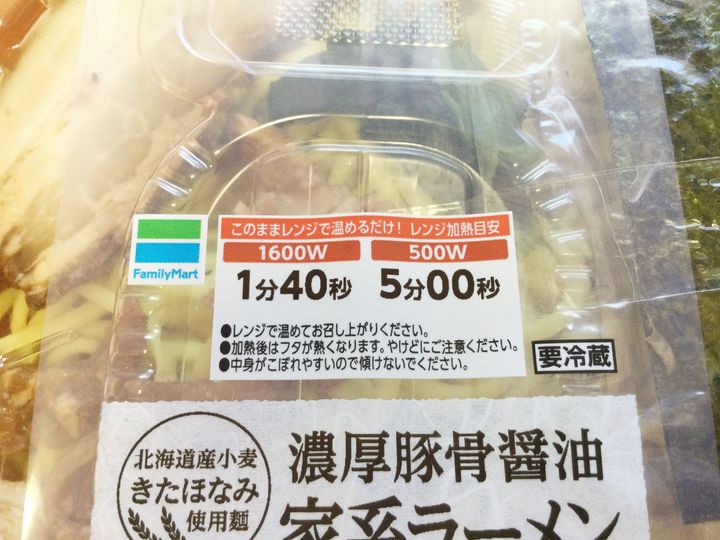 このままレンジで温めるだけ! レンジ加熱目安
1600W 500W
FamilyMart
1分40秒 5分00秒
●レンジで温めてお召し上がりください。
●加熱後はフタが熱くなります。やけどにご注意ください。
●中身がこぼれやすいので傾けないでください。
要冷蔵
北海道産小麦
きたほなみ
使用麺
濃厚豚骨醤油
家系ラーメン